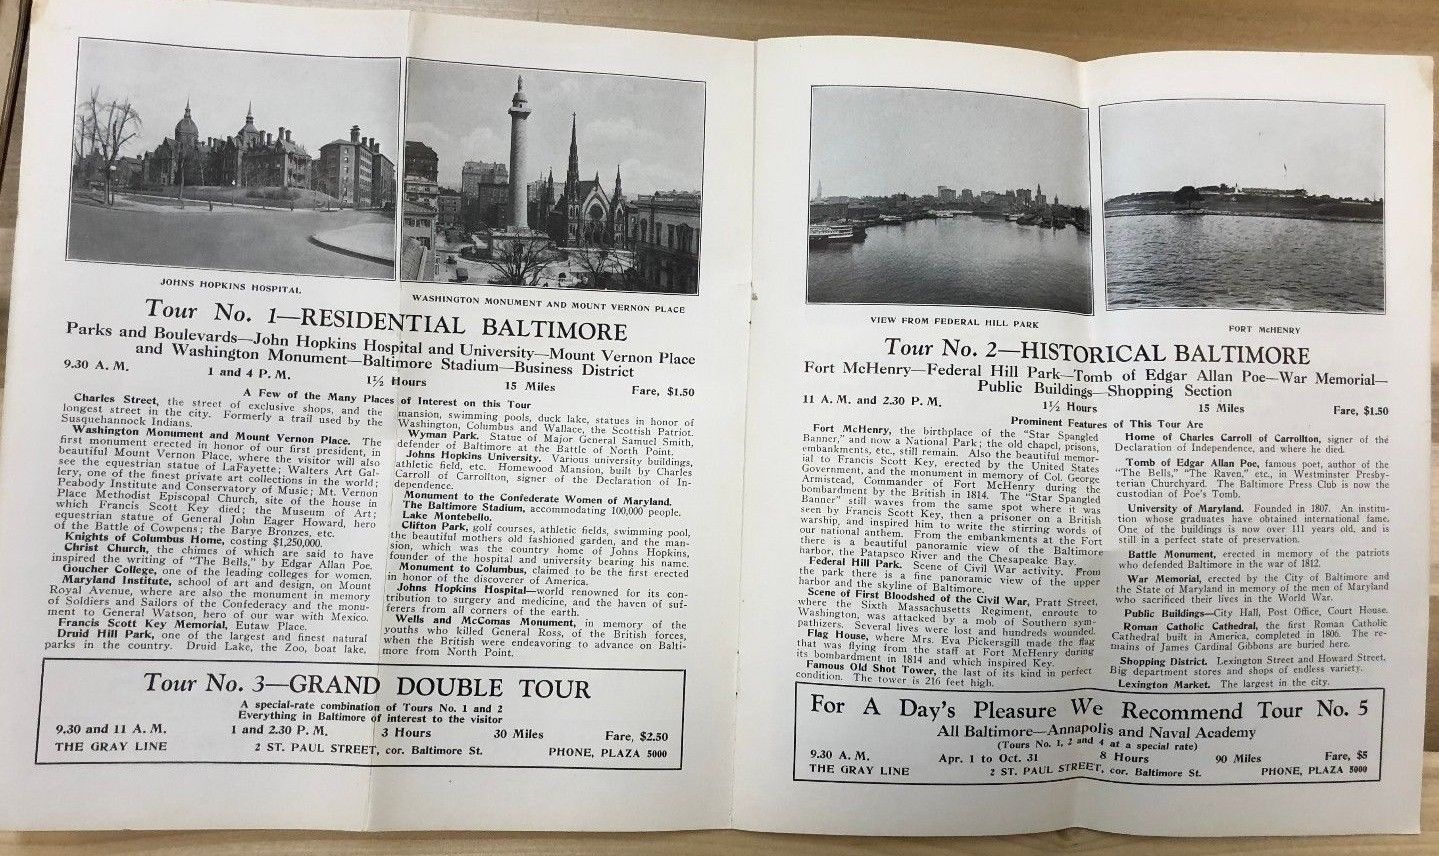 JOHNS HOPKINS HOSPITAL
WASHINGTON MONUMENT AND MOUNT VERNON PLACE
Tour No. 1—RESIDENTIAL BALTIMORE
Parks and Boulevards—John Hopkins Hospital and University—Mount Vernon Place
and Washington Monument—Baltimore Stadium—Business District
9.30 A. M. 1 and 4 P. M. 1½ Hours 15 Miles Fare, $1.50
A Few of the Many Places of Interest on this Tour
Charles Street, the street of exclusive shops, and the
longest street in the city. Formerly a trail used by the
Susquehannock Indians.
Washington Monument and Mount Vernon Place. The
first monument erected in honor of our first president, in
beautiful Mount Vernon Place, where the visitor will also
see the equestrian statue of LaFayette; Walters Art Gal-
lery, one of the finest private art collections in the world;
Peabody Institute and Conservatory of Music; Mt. Vernon
Place Methodist Episcopal Church, site of the house in
which Francis Scott Key died; the Museum of Art;
equestrian statue of General John Eager Howard, hero
of the Battle of Cowpens; the Barye Bronzes, etc.
Knights of Columbus Home, costing $1,250,000.
Christ Church, the chimes of which are said to have
inspired the writing of "The Bells," by Edgar Allan Poe.
Goucher College, one of the leading colleges for women.
Maryland Institute, school of art and design, on Mount
Royal Avenue, where are also the monument in memory
of Soldiers and Sailors of the Confederacy and the monu-
ment to General Watson, hero of our war with Mexico.
Francis Scott Key Memorial, Eutaw Place.
Druid Hill Park, one of the largest and finest natural
parks in the country. Druid Lake, the Zoo, boat lake,
mansion, swimming pools, duck lake, statues in honor of
Washington, Columbus and Wallace, the Scottish Patriot.
Wyman Park. Statue of Major General Samuel Smith,
defender of Baltimore at the Battle of North Point.
Johns Hopkins University. Various university buildings,
athletic field, etc. Homewood Mansion, built by Charles
Carroll of Carrollton, signer of the Declaration of In-
dependence.
Monument to the Confederate Women of Maryland.
The Baltimore Stadium, accommodating 100,000 people.
Lake Montebello.
Clifton Park, golf courses, athletic fields, swimming pool,
the beautiful mothers old fashioned garden, and the man-
sion, which was the country home of Johns Hopkins,
founder of the hospital and university bearing his name.
Monument to Columbus, claimed to be the first erected
in honor of the discoverer of America.
Johns Hopkins Hospital—world renowned for its con-
tribution to surgery and medicine, and the haven of suf-
ferers from all corners of the earth.
Wells and McComas Monument, in memory of the
youths who killed General Ross, of the British forces,
when the British were endeavoring to advance on Balti-
more from North Point.
Tour No. 3—GRAND DOUBLE TOUR
A special-rate combination of Tours No. 1 and 2
Everything in Baltimore of interest to the visitor
9.30 and 11 A. M. 1 and 2.30 P. M. 3 Hours 30 Miles Fare, $2.50
THE GRAY LINE 2 ST. PAUL STREET, cor. Baltimore St. PHONE, PLAZA 5000
VIEW FROM FEDERAL HILL PARK
FORT McHENRY
Tour No. 2—HISTORICAL BALTIMORE
Fort McHenry—Federal Hill Park—Tomb of Edgar Allan Poe—War Memorial—
Public Buildings—Shopping Section
11 A. M. and 2.30 P. M. 1½ Hours 15 Miles Fare, $1.50
Prominent Features of This Tour Are
Fort McHenry, the birthplace of the "Star Spangled
Banner," and now a National Park; the old chapel, prisons,
embankments, etc., still remain. Also the beautiful memor-
ial to Francis Scott Key, erected by the United States
Government, and the monument in memory of Col. George
Armistead, Commander of Fort McHenry during the
bombardment by the British in 1814. The "Star Spangled
Banner" still waves from the same spot where it was
seen by Francis Scott Key, then a prisoner on a British
warship, and inspired him to write the stirring words of
our national anthem. From the embankments at the Fort
there is a beautiful panoramic view of the Baltimore
harbor, the Patapsco River and the Chesapeake Bay.
Federal Hill Park. Scene of Civil War activity. From
the park there is a fine panoramic view of the upper
harbor and the skyline of Baltimore.
Scene of First Bloodshed of the Civil War, Pratt Street,
where the Sixth Massachusetts Regiment, enroute to
Washington, was attacked by a mob of Southern sym-
pathizers. Several lives were lost and hundreds wounded.
Flag House, where Mrs. Eva Pickersgill made the flag
that was flying from the staff at Fort McHenry during
its bombardment in 1814 and which inspired Key.
Famous Old Shot Tower, the last of its kind in perfect
condition. The tower is 216 feet high.
Home of Charles Carroll of Carrollton, signer of the
Declaration of Independence, and where he died.
Tomb of Edgar Allan Poe, famous poet, author of the
"The Bells," "The Raven," etc., in Westminster Presby-
terian Churchyard. The Baltimore Press Club is now the
custodian of Poe's Tomb.
University of Maryland. Founded in 1807. An institu-
tion whose graduates have obtained international fame.
One of the buildings is now over 111 years old, and is
still in a perfect state of preservation.
Battle Monument, erected in memory of the patriots
who defended Baltimore in the war of 1812.
War Memorial, erected by the City of Baltimore and
the State of Maryland in memory of the men of Maryland
who sacrificed their lives in the World War.
Public Buildings—City Hall, Post Office, Court House.
Roman Catholic Cathedral, the first Roman Catholic
Cathedral built in America, completed in 1806. The re-
mains of James Cardinal Gibbons are buried here.
Shopping District. Lexington Street and Howard Street.
Big department stores and shops of endless variety.
Lexington Market. The largest in the city.
For A Day's Pleasure We Recommend Tour No. 5
All Baltimore—Annapolis and Naval Academy
(Tours No. 1, 2 and 4 at a special rate)
9.30 A. M. Apr. 1 to Oct. 31 8 Hours 90 Miles Fare, $5
THE GRAY LINE 2 ST. PAUL STREET, cor. Baltimore St. PHONE, PLAZA 5000